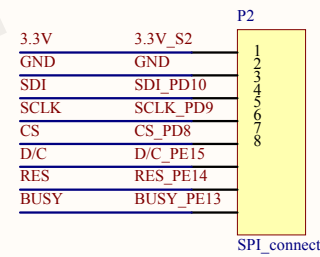 P2
3.3V 3.3V_S2 1
GND GND 2
SDI SDI_PD10 3
SCLK SCLK_PD9 4
CS CS_PD8 5
D/C D/C_PE15 6
RES RES_PE14 7
BUSY BUSY_PE13 8
SPI_connect